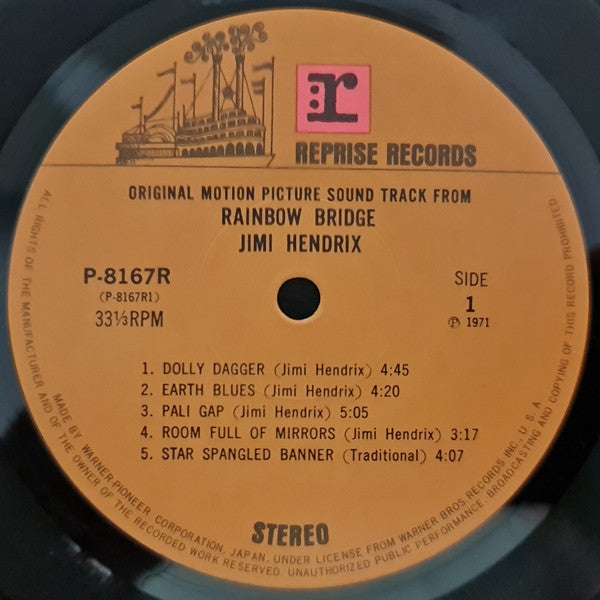 r
REPRISE RECORDS
ORIGINAL MOTION PICTURE SOUND TRACK FROM
RAINBOW BRIDGE
JIMI HENDRIX
P-8167R
(P-8167R1)
33⅓RPM
SIDE
1
Ⓟ 1971
1. DOLLY DAGGER (Jimi Hendrix) 4:45
2. EARTH BLUES (Jimi Hendrix) 4:20
3. PALI GAP (Jimi Hendrix) 5:05
4. ROOM FULL OF MIRRORS (Jimi Hendrix) 3:17
5. STAR SPANGLED BANNER (Traditional) 4:07
STEREO
MADE BY WARNER-PIONEER CORPORATION, JAPAN, UNDER LICENSE FROM WARNER BROS. RECORDS INC., U.S.A.
ALL RIGHTS OF THE MANUFACTURER AND OF THE OWNER OF THE RECORDED WORK RESERVED. UNAUTHORIZED PUBLIC PERFORMANCE, BROADCASTING AND COPYING OF THIS RECORD PROHIBITED